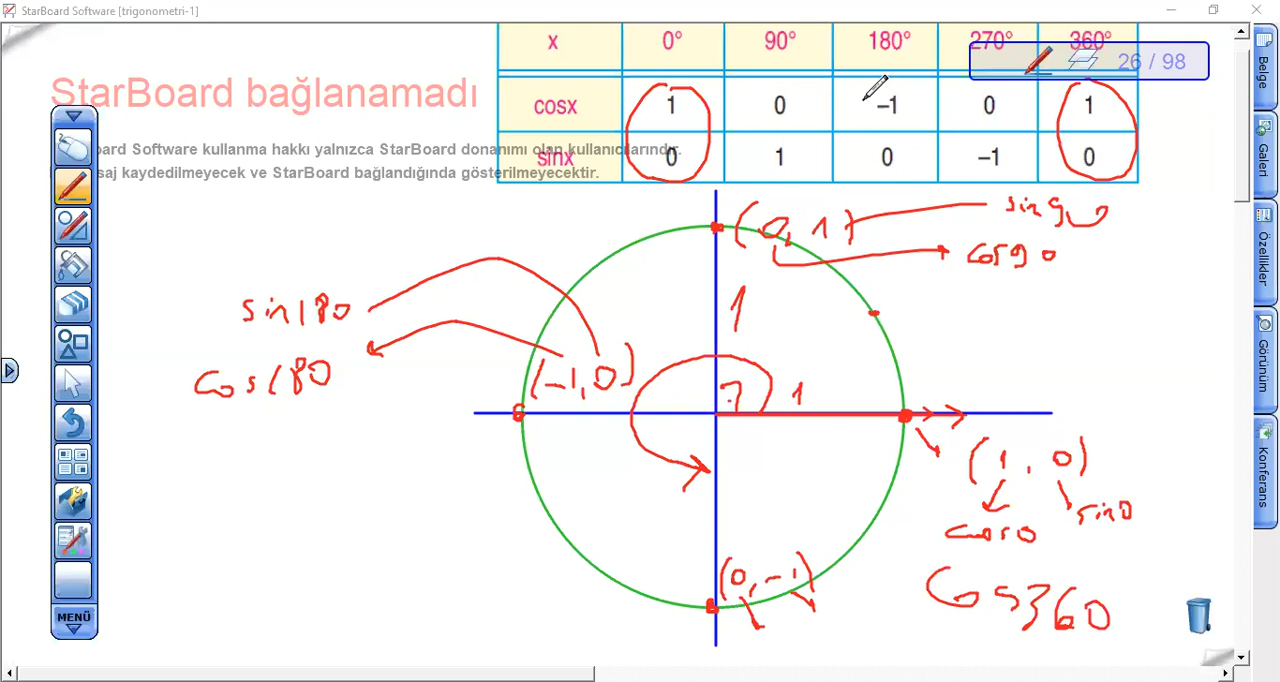 StarBoard Software [trigonometri-1]
x 0° 90° 180° 270° 360°
26 / 98
StarBoard bağlanamadı
cosx 1 0 −1 0 1
ard Software kullanma hakkı yalnızca StarBoard donanımı olan kullanıcılarındır.
sinx 0 1 0 −1 0
saj kaydedilmeyecek ve StarBoard bağlandığında gösterilmeyecektir.
(0, 1) sin90
cos90
sin180
1
cos180
(-1, 0)
? 1
(1, 0)
cos0 sin0
(0, -1)
Cos360
MENÜ
Belge
Galeri
Özellikler
Görünüm
Konferans